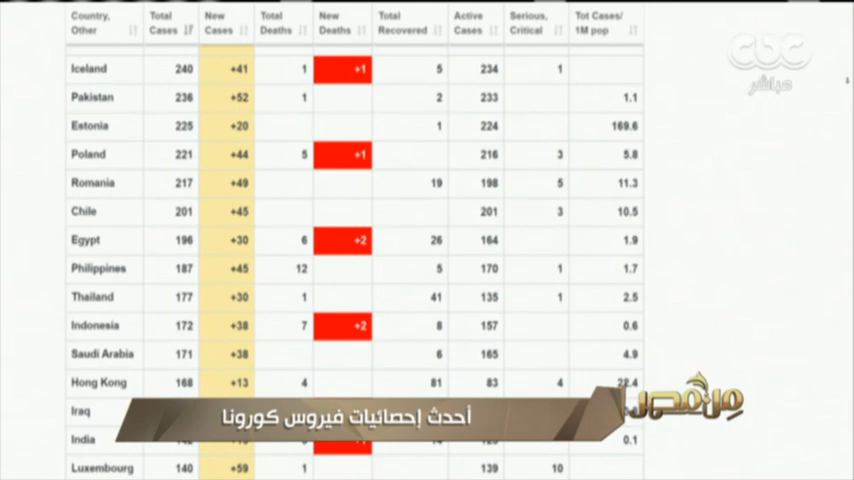 Country, Other Total Cases New Cases Total Deaths New Deaths Total Recovered Active Cases Serious, Critical Tot Cases/ 1M pop
Iceland 240 +41 1 +1 5 234 1
Pakistan 236 +52 1 2 233 1.1
Estonia 225 +20 1 224 169.6
Poland 221 +44 5 +1 216 3 5.8
Romania 217 +49 19 198 5 11.3
Chile 201 +45 201 3 10.5
Egypt 196 +30 6 +2 26 164 1.9
Philippines 187 +45 12 5 170 1 1.7
Thailand 177 +30 1 41 135 1 2.5
Indonesia 172 +38 7 +2 8 157 0.6
Saudi Arabia 171 +38 6 165 4.9
Hong Kong 168 +13 4 81 83 4 22.4
Iraq
India 0.1
Luxembourg 140 +59 1 139 10
cbc
مباشر
من مصر
أحدث إحصائيات فيروس كورونا